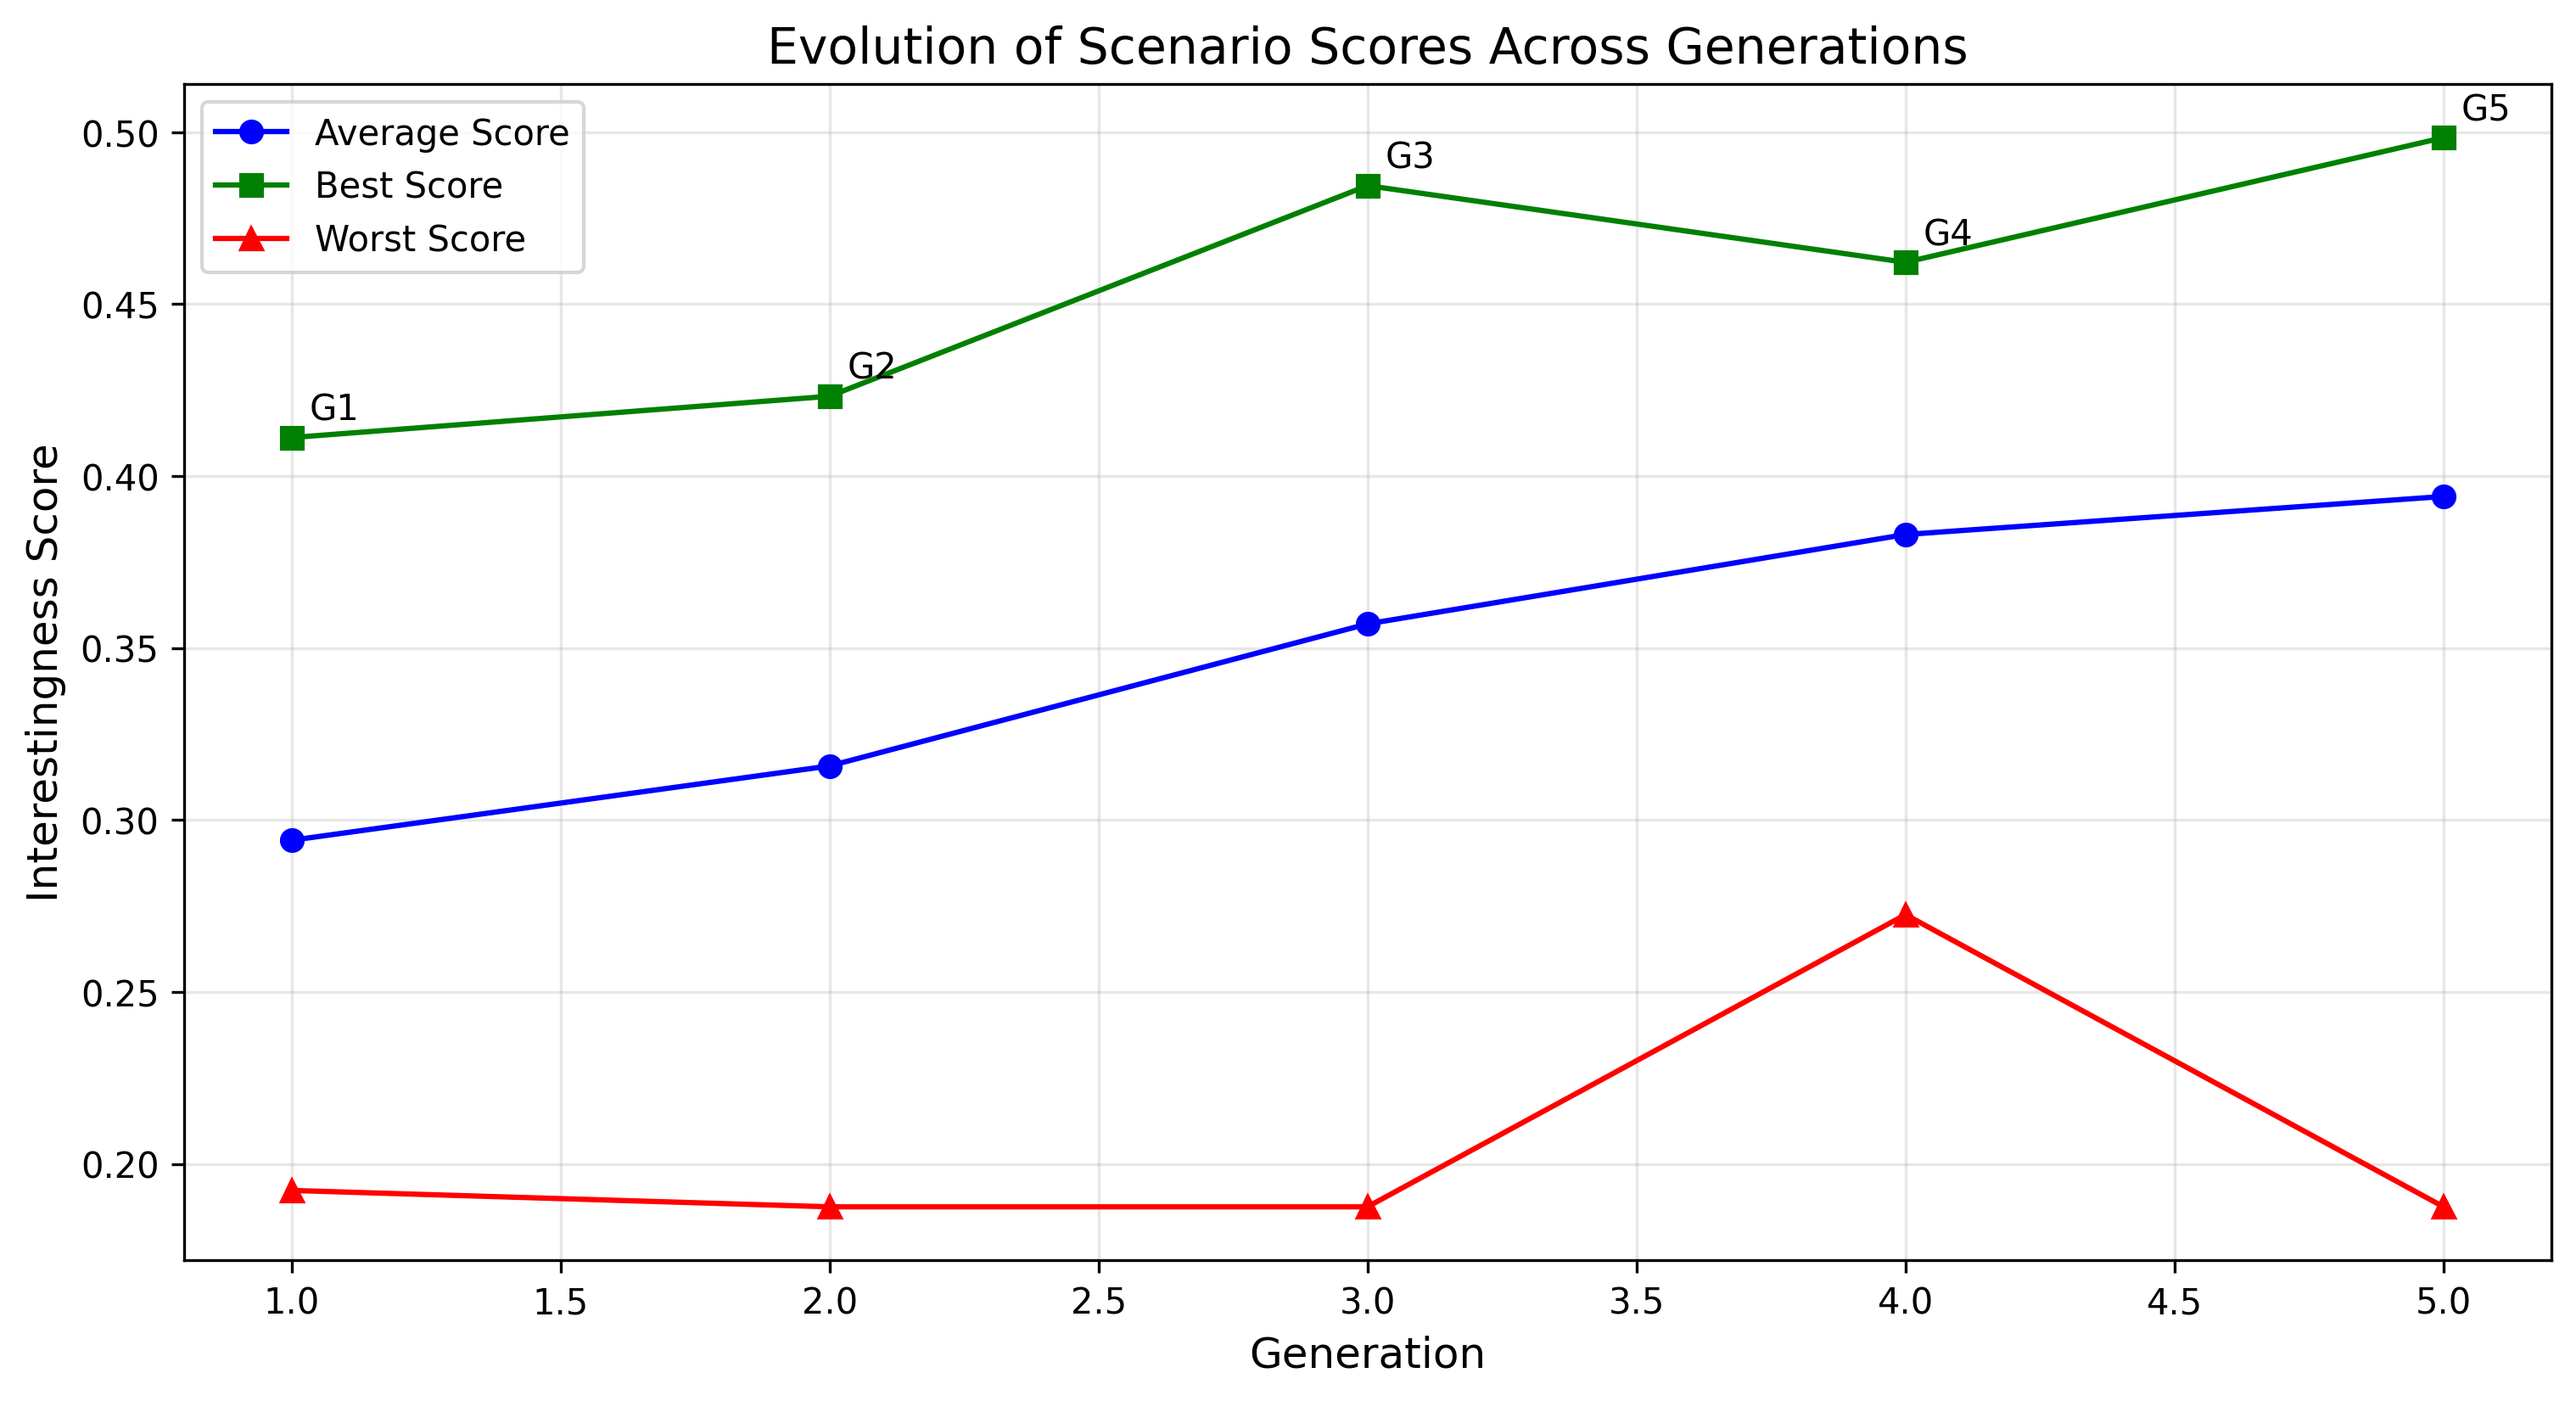 Evolution of Scenario Scores Across Generations
Average Score
Best Score
Worst Score
G1
G2
G3
G4
G5
0.50
0.45
0.40
0.35
0.30
0.25
0.20
Interestingness Score
1.0 1.5 2.0 2.5 3.0 3.5 4.0 4.5 5.0
Generation